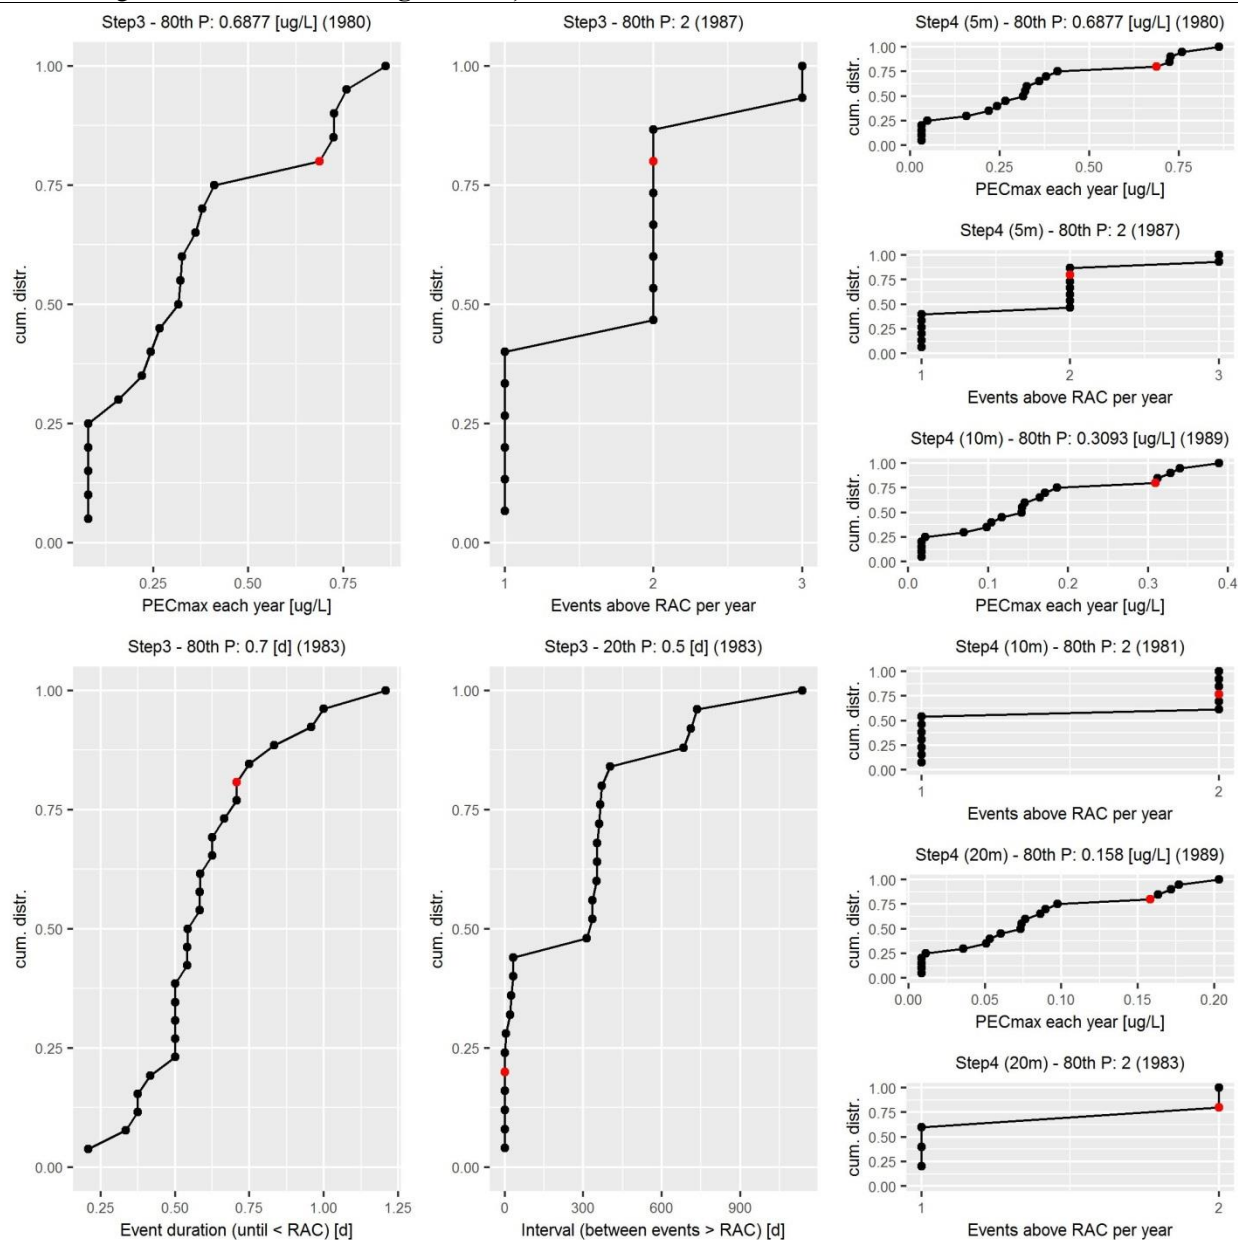 Step3 - 80th P: 0.6877 [ug/L] (1980)
1.00
0.75
0.50
0.25
0.00
cum. distr.
0.25 0.50 0.75
PECmax each year [ug/L]
Step3 - 80th P: 2 (1987)
1.00
0.75
0.50
0.25
0.00
cum. distr.
1 2 3
Events above RAC per year
Step4 (5m) - 80th P: 0.6877 [ug/L] (1980)
1.00
0.75
0.50
0.25
0.00
cum. distr.
0.00 0.25 0.50 0.75
PECmax each year [ug/L]
Step4 (5m) - 80th P: 2 (1987)
1.00
0.75
0.50
0.25
0.00
cum. distr.
1 2 3
Events above RAC per year
Step4 (10m) - 80th P: 0.3093 [ug/L] (1989)
1.00
0.75
0.50
0.25
0.00
cum. distr.
0.0 0.1 0.2 0.3 0.4
PECmax each year [ug/L]
Step3 - 80th P: 0.7 [d] (1983)
1.00
0.75
0.50
0.25
0.00
cum. distr.
0.25 0.50 0.75 1.00 1.25
Event duration (until < RAC) [d]
Step3 - 20th P: 0.5 [d] (1983)
1.00
0.75
0.50
0.25
0.00
cum. distr.
0 300 600 900
Interval (between events > RAC) [d]
Step4 (10m) - 80th P: 2 (1981)
1.00
0.75
0.50
0.25
0.00
cum. distr.
1 2
Events above RAC per year
Step4 (20m) - 80th P: 0.158 [ug/L] (1989)
1.00
0.75
0.50
0.25
0.00
cum. distr.
0.00 0.05 0.10 0.15 0.20
PECmax each year [ug/L]
Step4 (20m) - 80th P: 2 (1983)
1.00
0.75
0.50
0.25
0.00
cum. distr.
1 2
Events above RAC per year